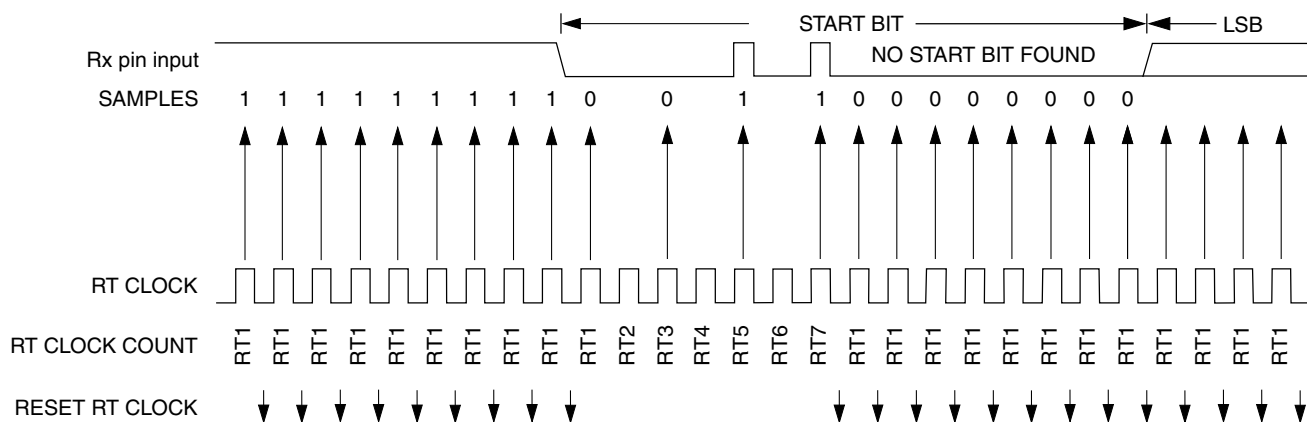 START BIT LSB
Rx pin input NO START BIT FOUND
SAMPLES 1 1 1 1 1 1 1 1 1 0 0 1 1 0 0 0 0 0 0 0 0
RT CLOCK
RT CLOCK COUNT RT1 RT1 RT1 RT1 RT1 RT1 RT1 RT1 RT1 RT1 RT2 RT3 RT4 RT5 RT6 RT7 RT1 RT1 RT1 RT1 RT1 RT1 RT1 RT1 RT1 RT1 RT1 RT1
RESET RT CLOCK